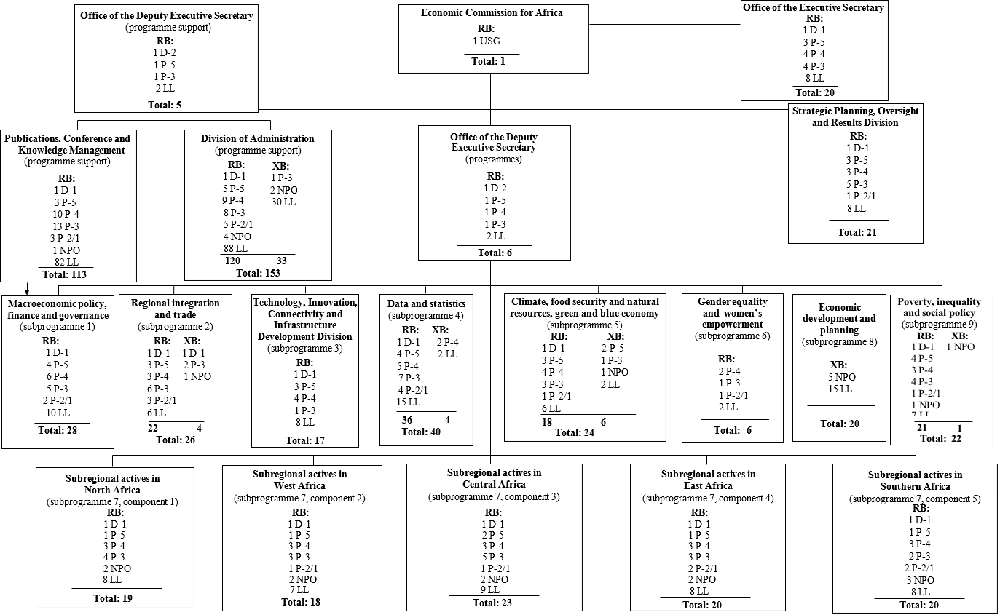 Office of the Deputy Executive Secretary
(programme support)
RB:
1 D-2
1 P-5
1 P-3
2 LL
Total: 5
Economic Commission for Africa
RB:
1 USG
Total: 1
Office of the Executive Secretary
RB:
1 D-1
3 P-5
4 P-4
4 P-3
8 LL
Total: 20
Strategic Planning, Oversight
and Results Division
RB:
1 D-1
3 P-5
3 P-4
5 P-3
1 P-2/1
8 LL
Total: 21
Publications, Conference and
Knowledge Management
(programme support)
RB:
1 D-1
3 P-5
10 P-4
13 P-3
3 P-2/1
1 NPO
82 LL
Total: 113
Division of Administration
(programme support)
RB: XB:
1 D-1 1 P-3
5 P-5 2 NPO
9 P-4 30 LL
8 P-3
5 P-2/1
4 NPO
88 LL
120 33
Total: 153
Office of the Deputy
Executive Secretary
(programmes)
RB:
1 D-2
1 P-5
1 P-4
1 P-3
2 LL
Total: 6
Macroeconomic policy,
finance and governance
(subprogramme 1)
RB:
1 D-1
4 P-5
6 P-4
5 P-3
2 P-2/1
10 LL
Total: 28
Regional integration
and trade
(subprogramme 2)
RB: XB:
1 D-1 1 D-1
3 P-5 2 P-3
3 P-4 1 NPO
6 P-3
3 P-2/1
6 LL
22 4
Total: 26
Technology, Innovation,
Connectivity and
Infrastructure
Development Division
(subprogramme 3)
RB:
1 D-1
3 P-5
4 P-4
1 P-3
8 LL
Total: 17
Data and statistics
(subprogramme 4)
RB: XB:
1 D-1 2 P-4
4 P-5 2 LL
5 P-4
7 P-3
4 P-2/1
15 LL
36 4
Total: 40
Climate, food security and natural
resources, green and blue economy
(subprogramme 5)
RB: XB:
1 D-1 2 P-5
3 P-5 1 P-3
4 P-4 1 NPO
3 P-3 2 LL
1 P-2/1
6 LL
18 6
Total: 24
Gender equality
and women's
empowerment
(subprogramme 6)
RB:
2 P-4
1 P-3
1 P-2/1
2 LL
Total: 6
Economic
development and
planning
(subprogramme 8)
XB:
5 NPO
15 LL
Total: 20
Poverty, inequality
and social policy
(subprogramme 9)
RB: XB:
1 D-1 1 NPO
4 P-5
3 P-4
4 P-3
1 P-2/1
1 NPO
7 LL
21 1
Total: 22
Subregional actives in
North Africa
(subprogramme 7, component 1)
RB:
1 D-1
1 P-5
3 P-4
4 P-3
2 NPO
8 LL
Total: 19
Subregional actives in
West Africa
(subprogramme 7, component 2)
RB:
1 D-1
1 P-5
3 P-4
3 P-3
1 P-2/1
2 NPO
7 LL
Total: 18
Subregional actives in
Central Africa
(subprogramme 7, component 3)
RB:
1 D-1
2 P-5
3 P-4
5 P-3
1 P-2/1
2 NPO
9 LL
Total: 23
Subregional actives in
East Africa
(subprogramme 7, component 4)
RB:
1 D-1
1 P-5
3 P-4
3 P-3
2 P-2/1
2 NPO
8 LL
Total: 20
Subregional actives in
Southern Africa
(subprogramme 7, component 5)
RB:
1 D-1
1 P-5
3 P-4
2 P-3
2 P-2/1
3 NPO
8 LL
Total: 20